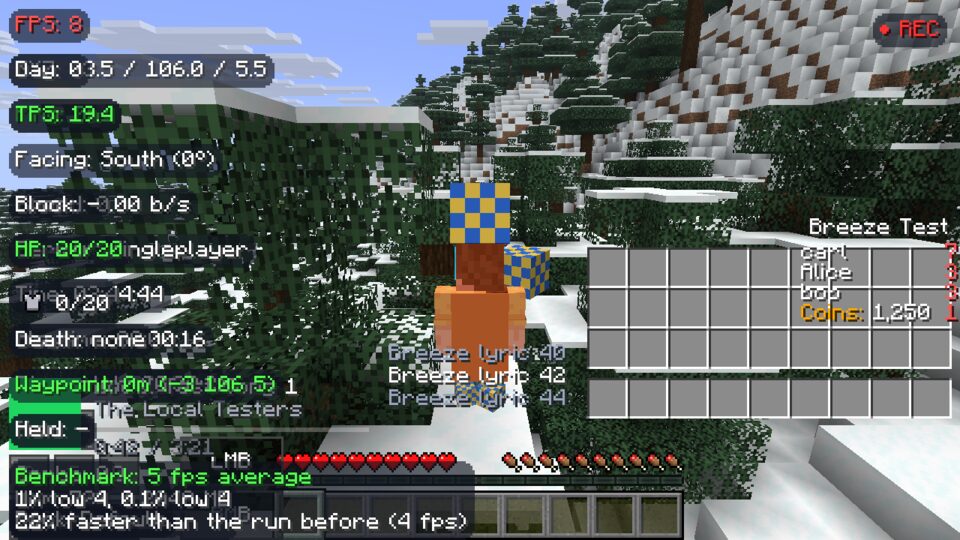 FPS: 8
REC
Day: 03.5 / 106.0 / 5.5
TPS: 19.4
Facing: South (0°)
Block: -.00 b/s
Breeze Test
HP: 20/20 ingleplayer
carl 7
Alice 3
bob
Coins: 1,250 1
0/20 4:44
Death: none 00:16
Breeze lyric 40
Breeze lyric 42
Breeze lyric 44
Waypoint: 0m (-3 106 5) 1
The Local Testers
Held: -
LMB
Benchmark: 5 fps average
1% low 4, 0.1% low 4
22% faster than the run before (4 fps)